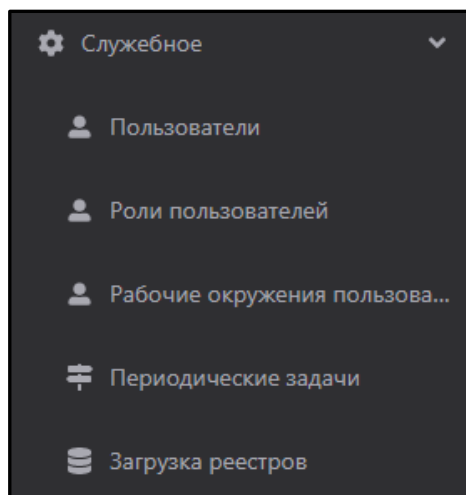 Служебное
Пользователи
Роли пользователей
Рабочие окружения пользова...
Периодические задачи
Загрузка реестров